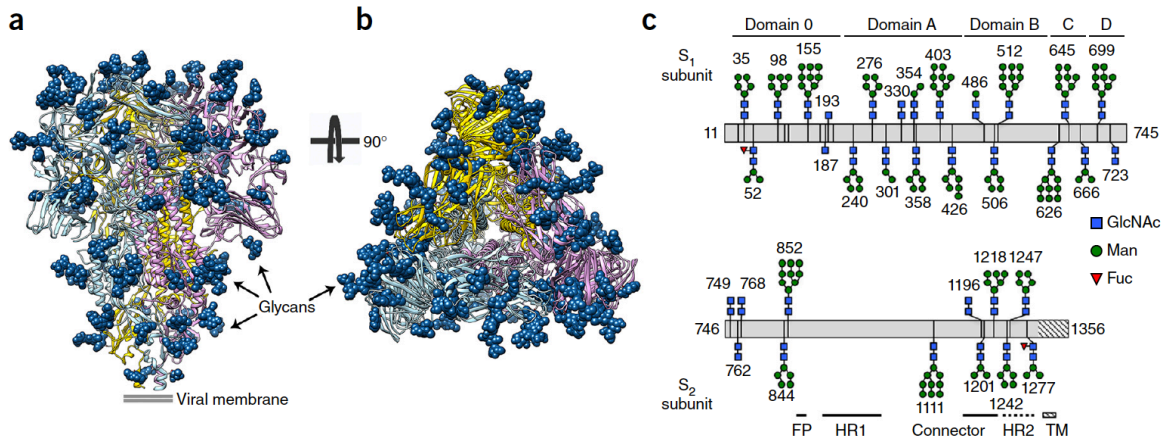 a
b
c
90°
Glycans
Viral membrane
Domain 0 Domain A Domain B C D
S1 subunit
35 98 155 193 276 330 354 403 486 512 645 699
11 745
52 187 240 301 358 426 506 626 666 723
GlcNAc
Man
Fuc
749 768 852 1196 1218 1247
746 1356
762 844 1111 1201 1242 1277
S2 subunit
FP HR1 Connector HR2 TM